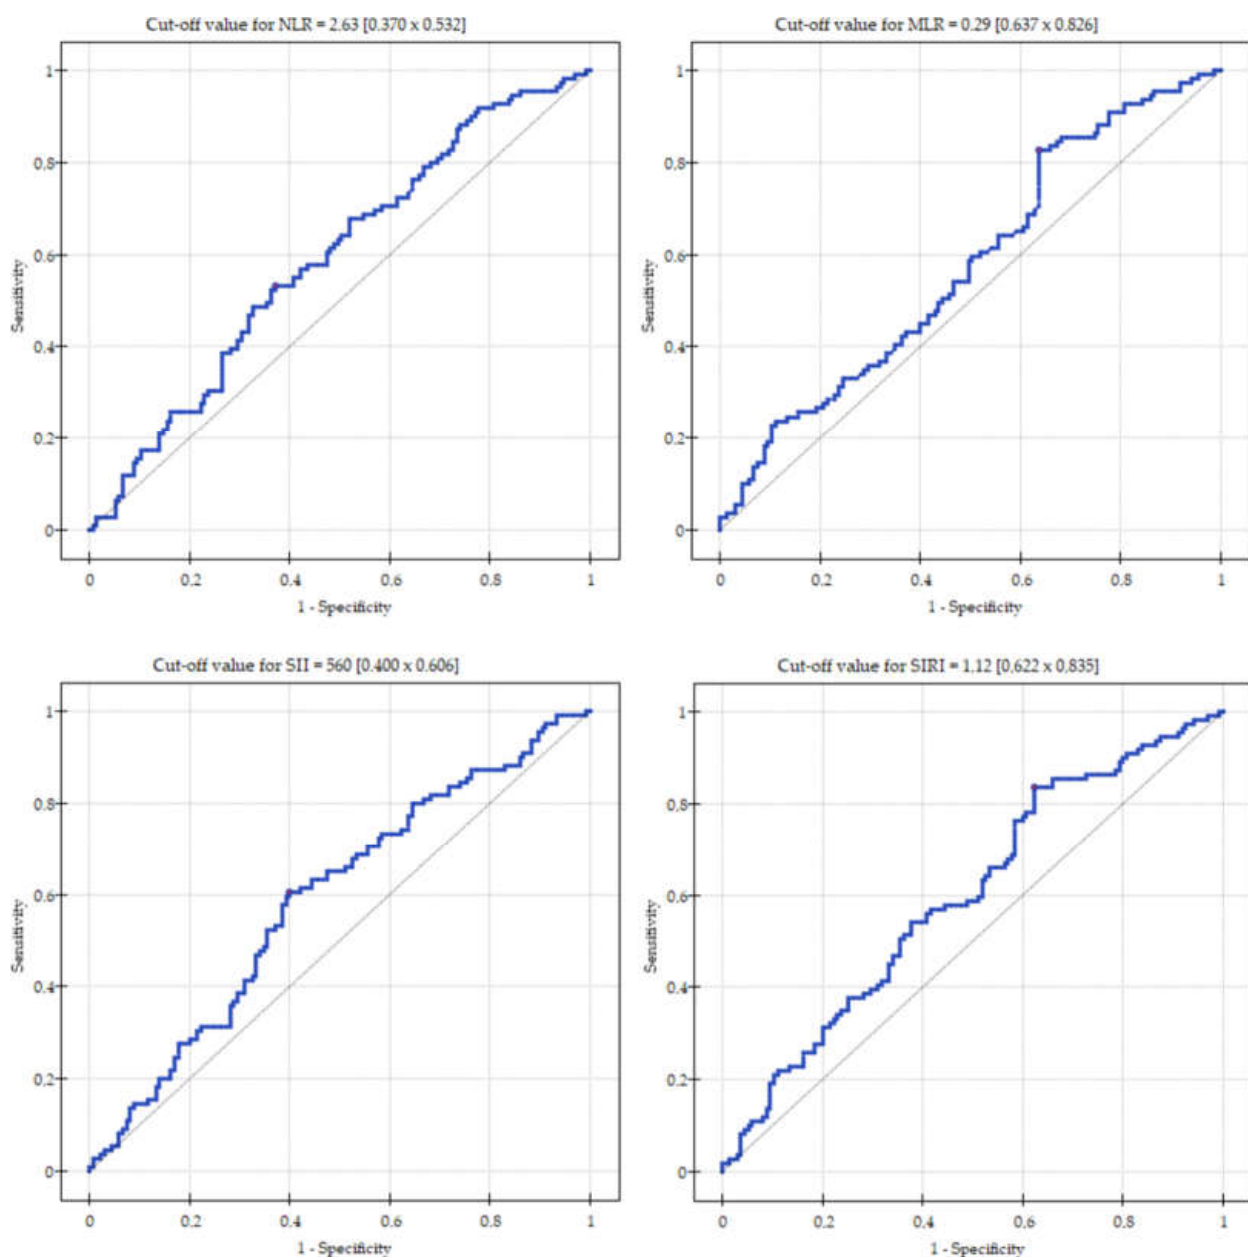 Cut-off value for NLR = 2.63 [0.370 x 0.532]
Sensitivity
1
0.8
0.6
0.4
0.2
0
0 0.2 0.4 0.6 0.8 1
1 - Specificity
Cut-off value for MLR = 0.29 [0.637 x 0.826]
Sensitivity
1
0.8
0.6
0.4
0.2
0
0 0.2 0.4 0.6 0.8 1
1 - Specificity
Cut-off value for SII = 560 [0.400 x 0.606]
Sensitivity
1
0.8
0.6
0.4
0.2
0
0 0.2 0.4 0.6 0.8 1
1 - Specificity
Cut-off value for SIRI = 1.12 [0.622 x 0.835]
Sensitivity
1
0.8
0.6
0.4
0.2
0
0 0.2 0.4 0.6 0.8 1
1 - Specificity